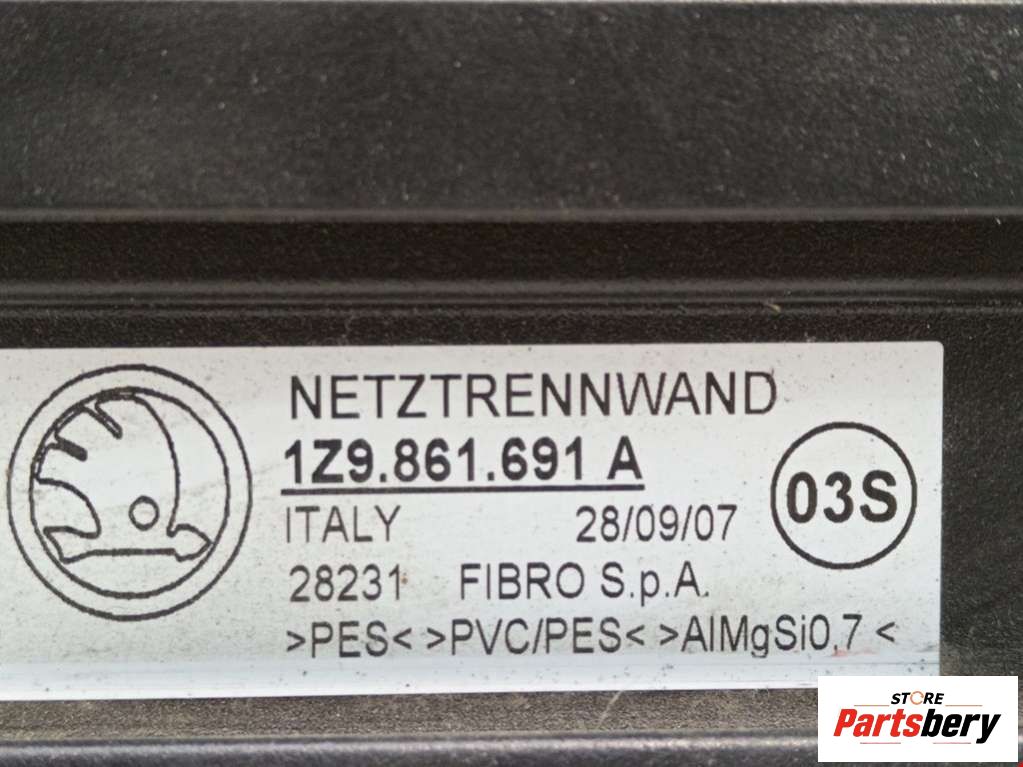 NETZTRENNWAND
1Z9.861.691 A
03S
ITALY 28/09/07
28231 FIBRO S.p.A.
>PES< >PVC/PES< >AlMgSi0,7 <
STORE
Partsbery